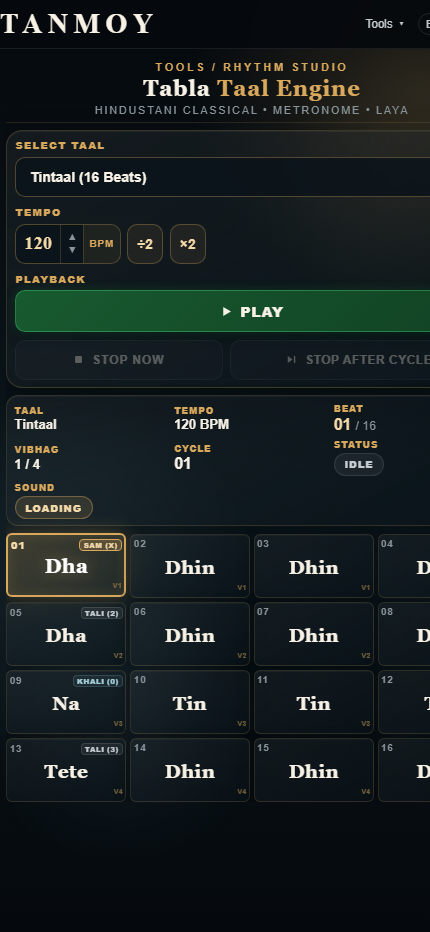 TANMOY
Tools ▾
TOOLS / RHYTHM STUDIO
Tabla Taal Engine
HINDUSTANI CLASSICAL • METRONOME • LAYA
SELECT TAAL
Tintaal (16 Beats)
TEMPO
120 ▲ ▼ BPM ÷2 ×2
PLAYBACK
PLAY
STOP NOW STOP AFTER CYCLE
TAAL TEMPO BEAT
Tintaal 120 BPM 01 / 16
VIBHAG CYCLE STATUS
1 / 4 01 IDLE
SOUND
LOADING
01 SAM (X) 02 03 04
Dha Dhin Dhin D
V1 V1 V1
05 TALI (2) 06 07 08
Dha Dhin Dhin D
V2 V2 V2
09 KHALI (0) 10 11 12
Na Tin Tin T
V3 V3 V3
13 TALI (3) 14 15 16
Tete Dhin Dhin D
V4 V4 V4